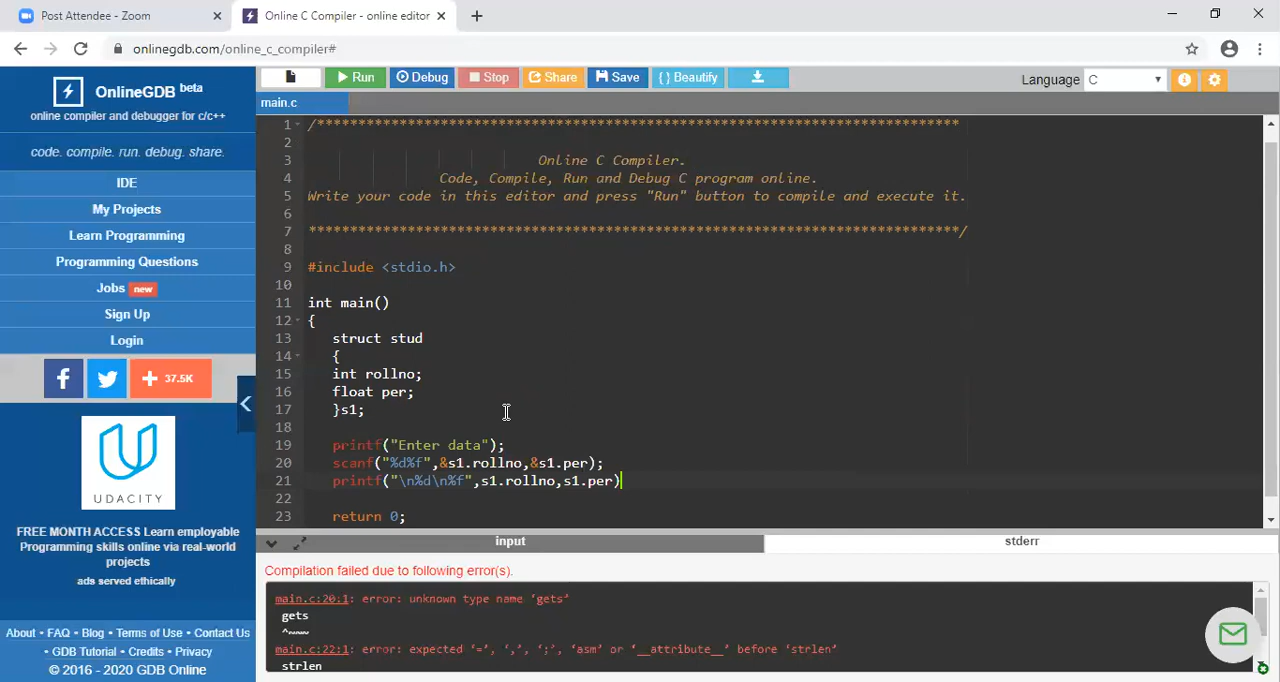 Post Attendee - Zoom
Online C Compiler - online editor
onlinegdb.com/online_c_compiler#
OnlineGDB beta
online compiler and debugger for c/c++
code. compile. run. debug. share.
IDE
My Projects
Learn Programming
Programming Questions
Jobs new
Sign Up
Login
37.5K
UDACITY
FREE MONTH ACCESS Learn employable
Programming skills online via real-world
projects
ads served ethically
About • FAQ • Blog • Terms of Use • Contact Us
• GDB Tutorial • Credits • Privacy
© 2016 - 2020 GDB Online
Run
Debug
Stop
Share
Save
{ } Beautify
Language C
main.c
1 /******************************************************************************
2
3 Online C Compiler.
4 Code, Compile, Run and Debug C program online.
5 Write your code in this editor and press "Run" button to compile and execute it.
6
7 *******************************************************************************/
8
9 #include <stdio.h>
10
11 int main()
12 {
13 struct stud
14 {
15 int rollno;
16 float per;
17 }s1;
18
19 printf("Enter data");
20 scanf("%d%f",&s1.rollno,&s1.per);
21 printf("\n%d\n%f",s1.rollno,s1.per)
22
23 return 0;
input
stderr
Compilation failed due to following error(s).
main.c:20:1: error: unknown type name ‘gets’
gets
^~~~
main.c:22:1: error: expected ‘=’, ‘,’, ‘;’, ‘asm’ or ‘__attribute__’ before ‘strlen’
strlen